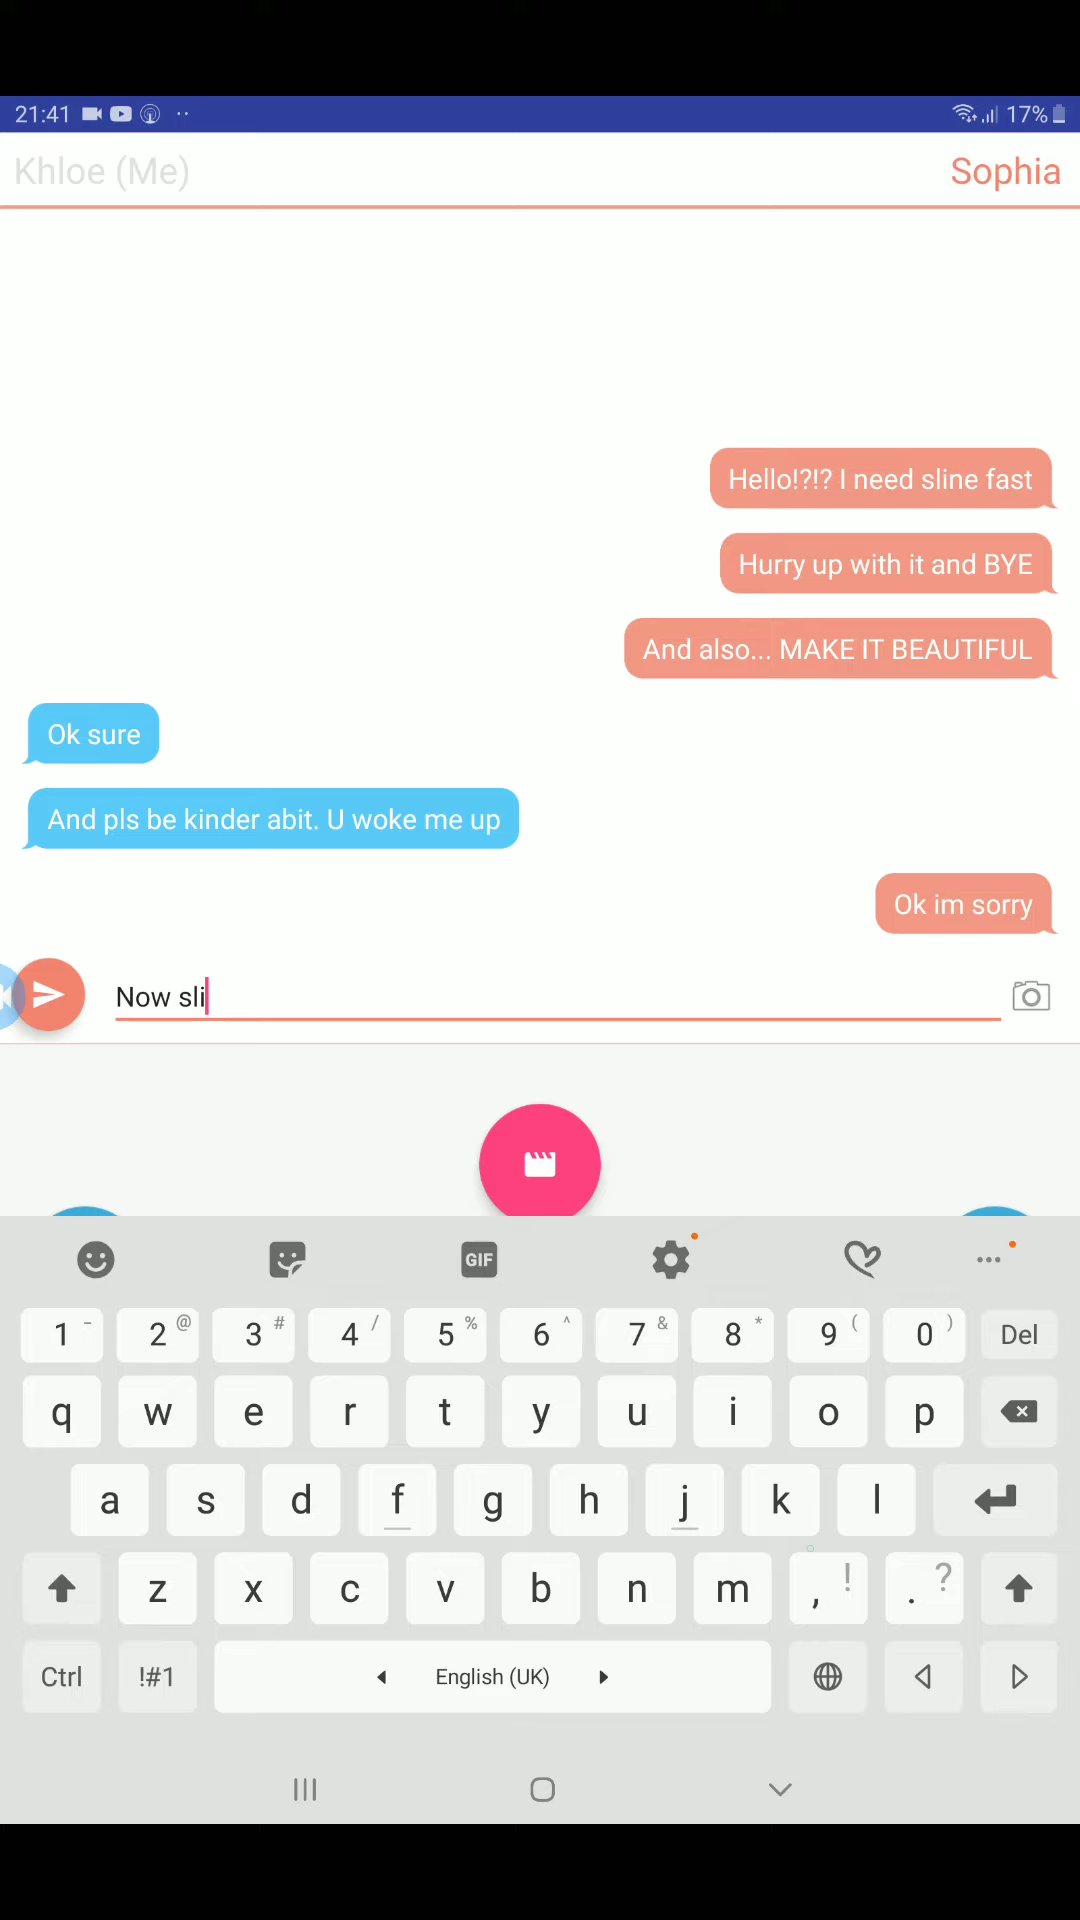 21:41 17%
Khloe (Me) Sophia
Hello!?!? I need sline fast
Hurry up with it and BYE
And also... MAKE IT BEAUTIFUL
Ok sure
And pls be kinder abit. U woke me up
Ok im sorry
Now sli
GIF
1 - 2 @ 3 # 4 / 5 % 6 ^ 7 & 8 * 9 ( 0 ) Del
q w e r t y u i o p
a s d f g h j k l
z x c v b n m , ! . ?
Ctrl !#1 English (UK)